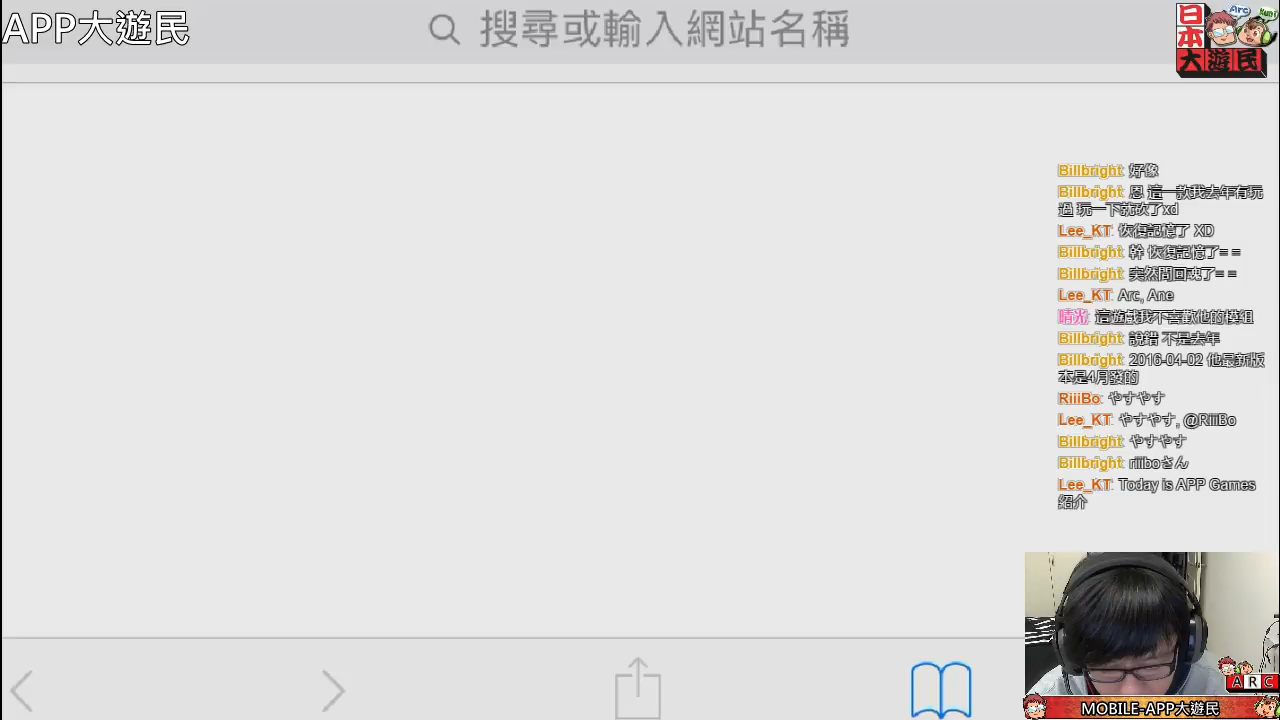 APP大遊民
搜尋或輸入網站名稱
Arc
日本
大遊民
Billbright: 好像
Billbright: 恩 這一款我去年有玩
過 玩一下就砍了xd
Lee_KT: 恢復記憶了 XD
Billbright: 幹 恢復記憶了= =
Billbright: 突然間回魂了= =
Lee_KT: Arc, Ane
晴光: 這遊戲我不喜歡他的模組
Billbright: 說錯 不是去年
Billbright: 2016-04-02 他最新版
本是4月發的
RiiiBo: やすやす
Lee_KT: やすやす, @RiiiBo
Billbright: やすやす
Billbright: riiiboさん
Lee_KT: Today is APP Games
紹介
ARC
MOBILE-APP大遊民